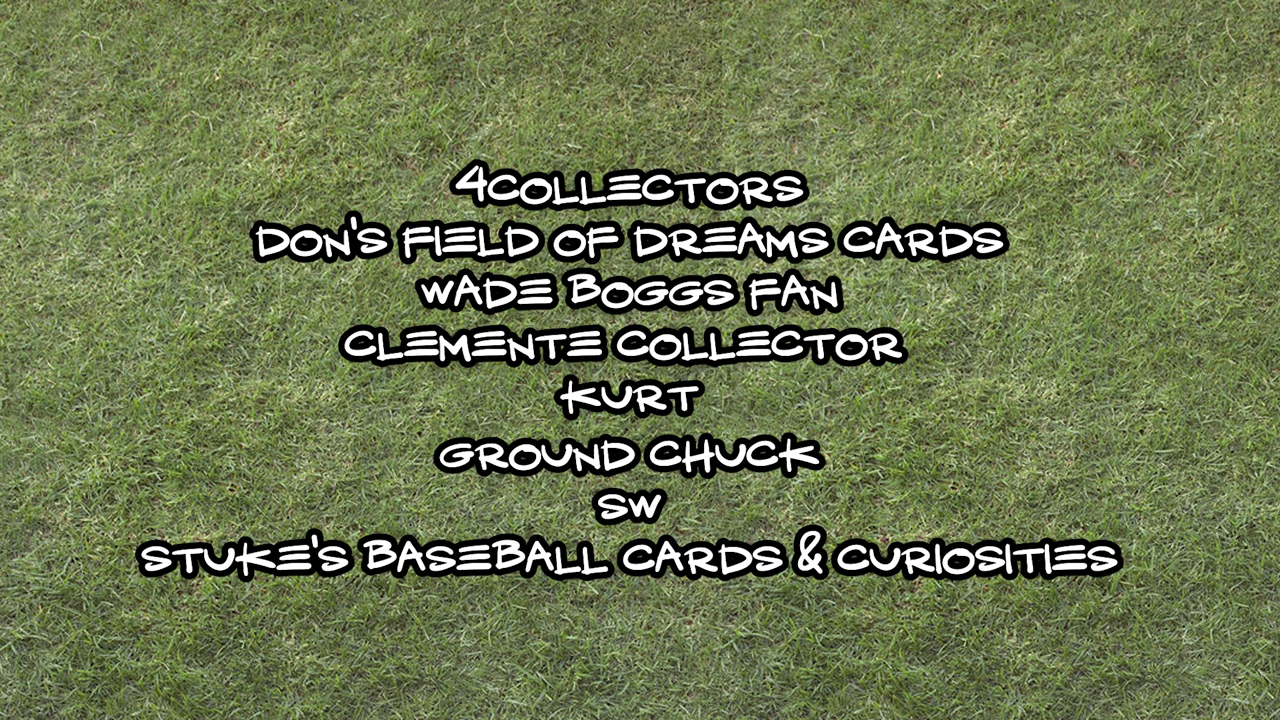 4COLLECTORS
DON'S FIELD OF DREAMS CARDS
WADE BOGGS FAN
CLEMENTE COLLECTOR
KURT
GROUND CHUCK
SW
STUKE'S BASEBALL CARDS & CURIOSITIES